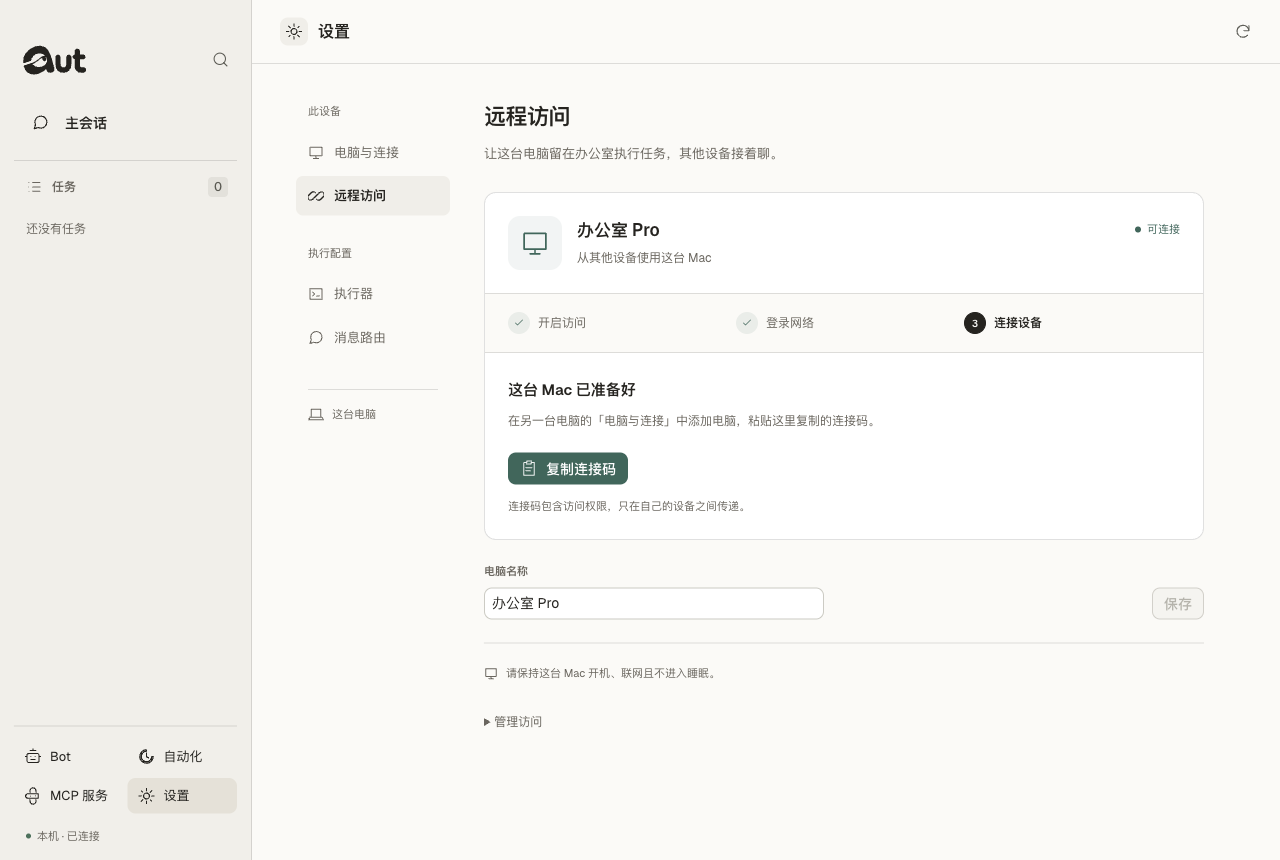 Aut
主会话
任务
0
还没有任务
Bot
自动化
MCP 服务
设置
本机 · 已连接
设置
此设备
电脑与连接
远程访问
执行配置
执行器
消息路由
这台电脑
远程访问
让这台电脑留在办公室执行任务，其他设备接着聊。
办公室 Pro
从其他设备使用这台 Mac
可连接
开启访问
登录网络
3 连接设备
这台 Mac 已准备好
在另一台电脑的「电脑与连接」中添加电脑，粘贴这里复制的连接码。
复制连接码
连接码包含访问权限，只在自己的设备之间传递。
电脑名称
办公室 Pro
保存
请保持这台 Mac 开机、联网且不进入睡眠。
管理访问